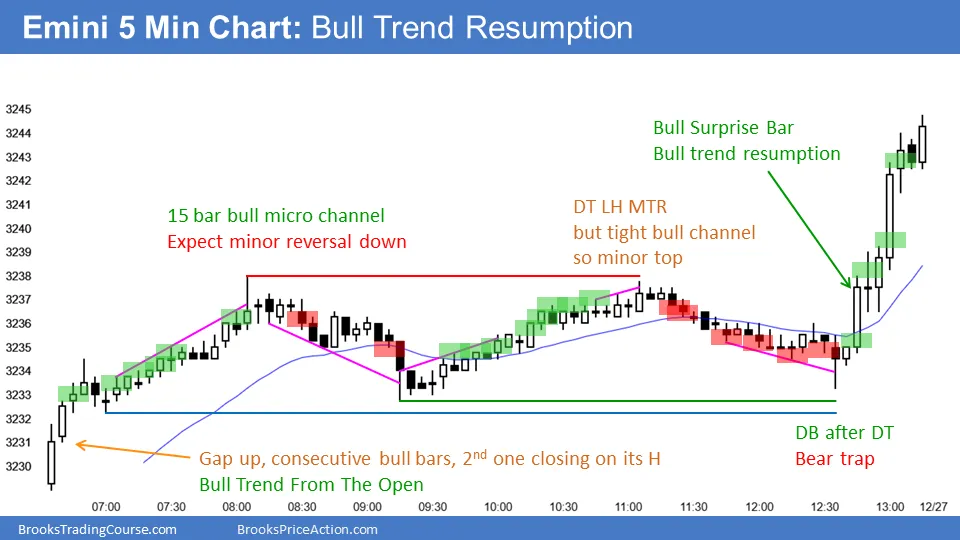 Emini 5 Min Chart: Bull Trend Resumption
3245
3244
3243
3242
3241
3240
3239
3238
3237
3236
3235
3234
3233
3232
3231
3230
15 bar bull micro channel
Expect minor reversal down
DT LH MTR
but tight bull channel
so minor top
Bull Surprise Bar
Bull trend resumption
DB after DT
Bear trap
Gap up, consecutive bull bars, 2nd one closing on its H
Bull Trend From The Open
07:00 07:30 08:00 08:30 09:00 09:30 10:00 10:30 11:00 11:30 12:00 12:30 13:00 12/27
BrooksTradingCourse.com BrooksPriceAction.com